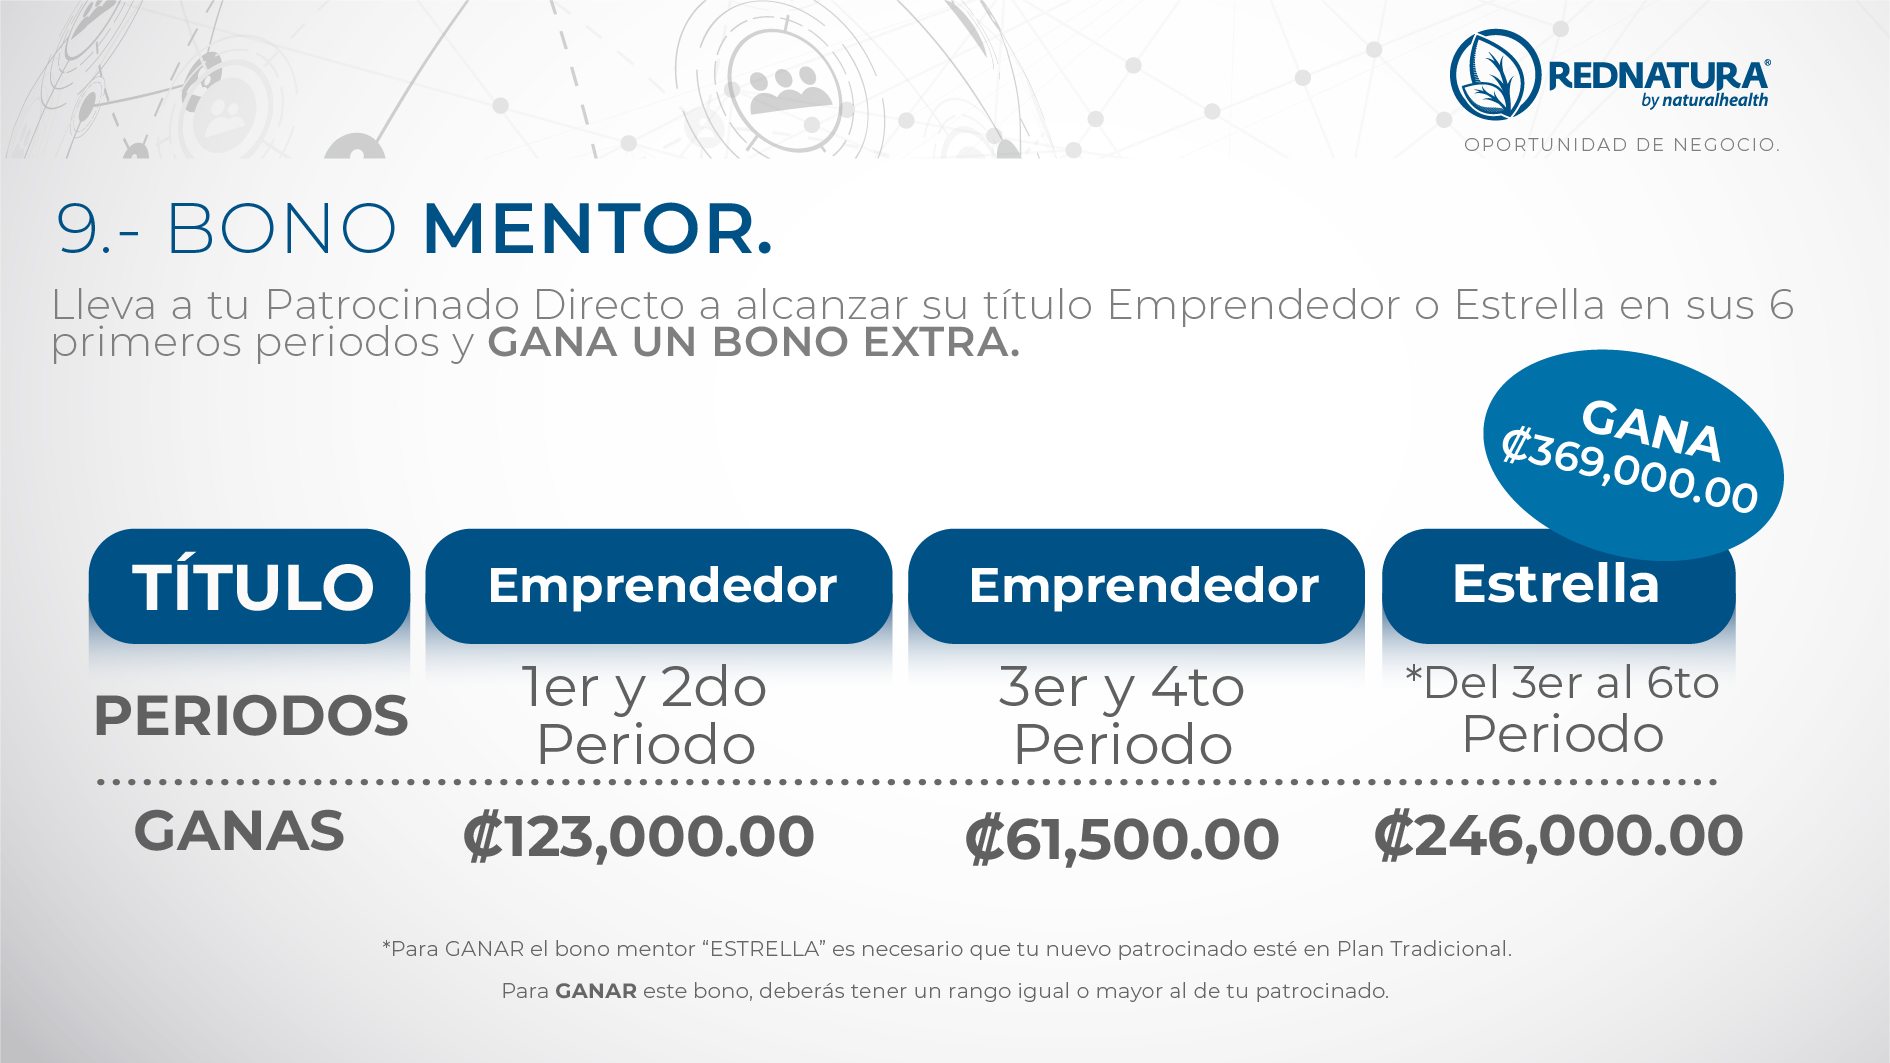 REDNATURA®
by naturalhealth
OPORTUNIDAD DE NEGOCIO.
9.- BONO MENTOR.
Lleva a tu Patrocinado Directo a alcanzar su título Emprendedor o Estrella en sus 6
primeros periodos y GANA UN BONO EXTRA.
GANA
₡369,000.00
TÍTULO Emprendedor Emprendedor Estrella
PERIODOS
1er y 2do
Periodo
3er y 4to
Periodo
*Del 3er al 6to
Periodo
GANAS ₡123,000.00 ₡61,500.00 ₡246,000.00
*Para GANAR el bono mentor “ESTRELLA” es necesario que tu nuevo patrocinado esté en Plan Tradicional.
Para GANAR este bono, deberás tener un rango igual o mayor al de tu patrocinado.